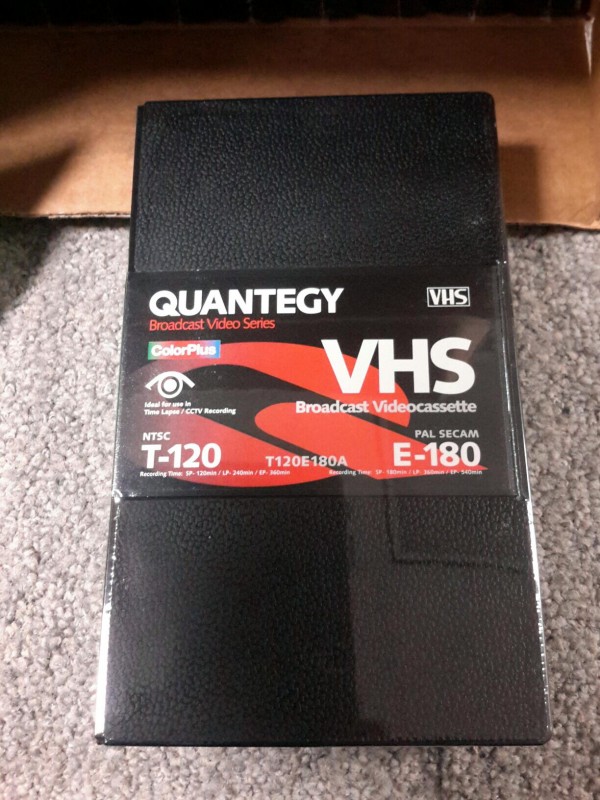 QUANTEGY
Broadcast Video Series
VHS
ColorPlus
VHS
Broadcast Videocassette
Ideal for use in
Time Lapse / CCTV Recording
NTSC
T-120
T120E180A
PAL SECAM
E-180
Recording Time: SP- 120min / LP- 240min / EP- 360min
Recording Time: SP- 180min / LP- 360min / EP- 540min